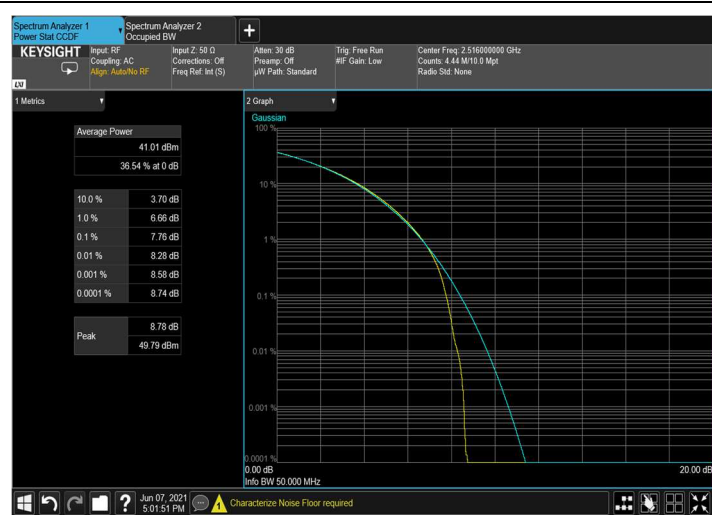 Spectrum Analyzer 1
Power Stat CCDF
Spectrum Analyzer 2
Occupied BW
KEYSIGHT
LXI
Input: RF
Coupling: AC
Align: Auto/No RF
Input Z: 50 Ω
Corrections: Off
Freq Ref: Int (S)
Atten: 30 dB
Preamp: Off
µW Path: Standard
Trig: Free Run
#IF Gain: Low
Center Freq: 2.516000000 GHz
Counts: 4.44 M/10.0 Mpt
Radio Std: None
1 Metrics
Average Power
41.01 dBm
36.54 % at 0 dB
10.0 % 3.70 dB
1.0 % 6.66 dB
0.1 % 7.76 dB
0.01 % 8.28 dB
0.001 % 8.58 dB
0.0001 % 8.74 dB
Peak
8.78 dB
49.79 dBm
2 Graph
Gaussian
100 %
10 %
1 %
0.1 %
0.01 %
0.001 %
0.0001 %
0.00 dB 20.00 dB
Info BW 50.000 MHz
?
Jun 07, 2021
5:01:51 PM
1
Characterize Noise Floor required